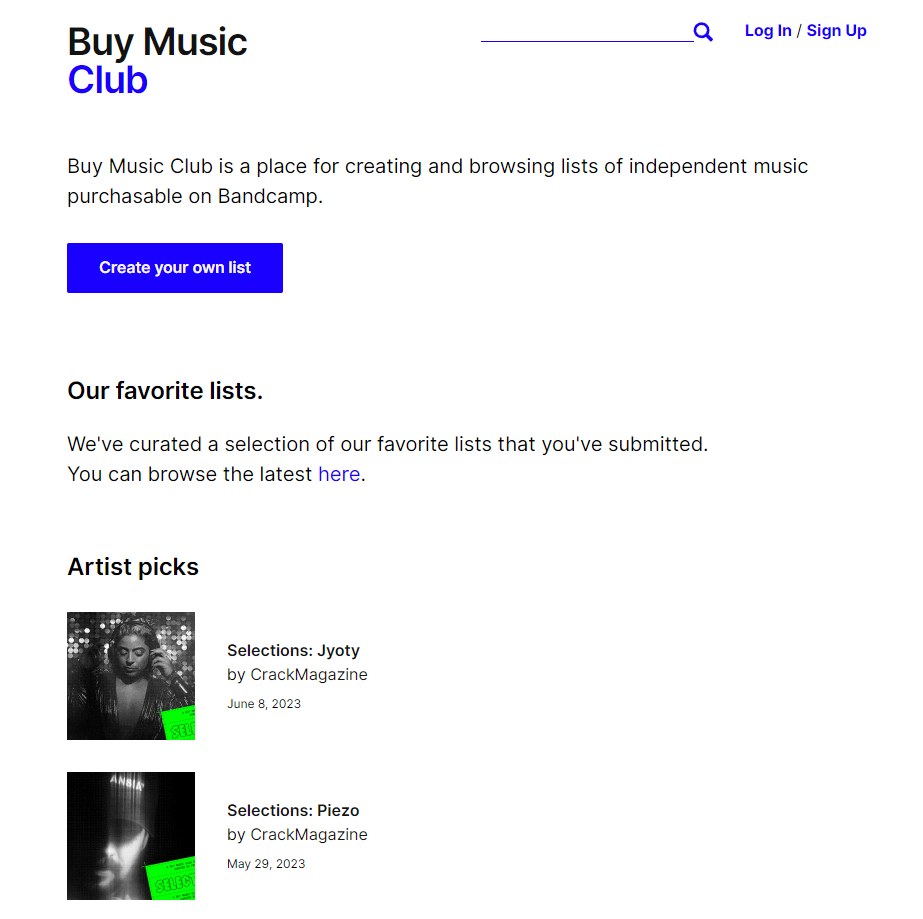 Buy Music
Club
Log In / Sign Up
Buy Music Club is a place for creating and browsing lists of independent music
purchasable on Bandcamp.
Create your own list
Our favorite lists.
We've curated a selection of our favorite lists that you've submitted.
You can browse the latest here.
Artist picks
Selections: Jyoty
by CrackMagazine
June 8, 2023
SEL
Selections: Piezo
by CrackMagazine
May 29, 2023
SELECT